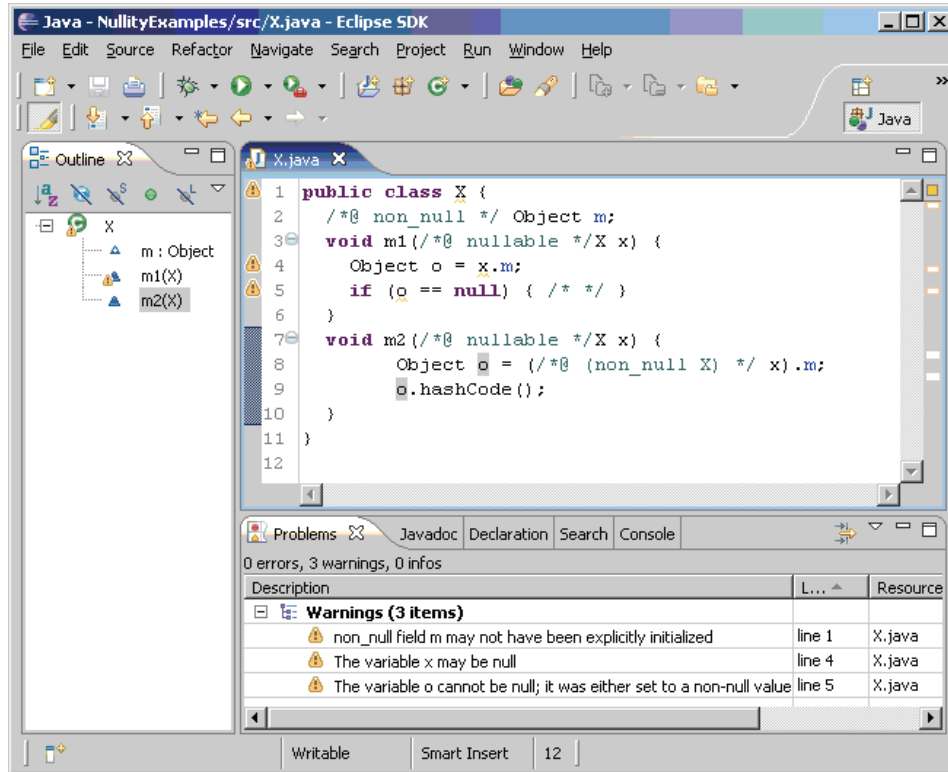 Java - NullityExamples/src/X.java - Eclipse SDK
File Edit Source Refactor Navigate Search Project Run Window Help
Java
Outline
X.java
X
m : Object
m1(X)
m2(X)
1 public class X {
2 /*@ non_null */ Object m;
3 void m1(/*@ nullable */X x) {
4 Object o = x.m;
5 if (o == null) { /* */ }
6 }
7 void m2(/*@ nullable */X x) {
8 Object o = (/*@ (non_null X) */ x).m;
9 o.hashCode();
10 }
11 }
12
Problems Javadoc Declaration Search Console
0 errors, 3 warnings, 0 infos
Description L... Resource
Warnings (3 items)
non_null field m may not have been explicitly initialized line 1 X.java
The variable x may be null line 4 X.java
The variable o cannot be null; it was either set to a non-null value line 5 X.java
Writable Smart Insert 12